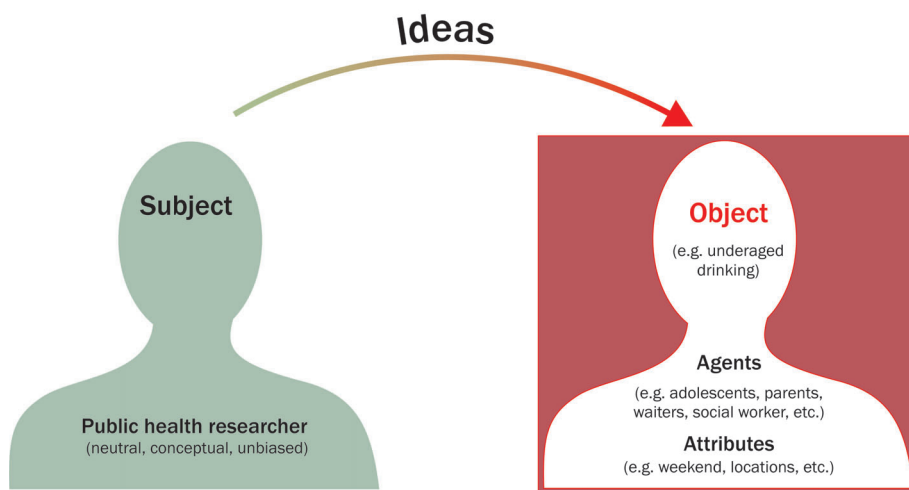 Ideas
Subject
Public health researcher
(neutral, conceptual, unbiased)
Object
(e.g. underaged
drinking)
Agents
(e.g. adolescents, parents,
waiters, social worker, etc.)
Attributes
(e.g. weekend, locations, etc.)